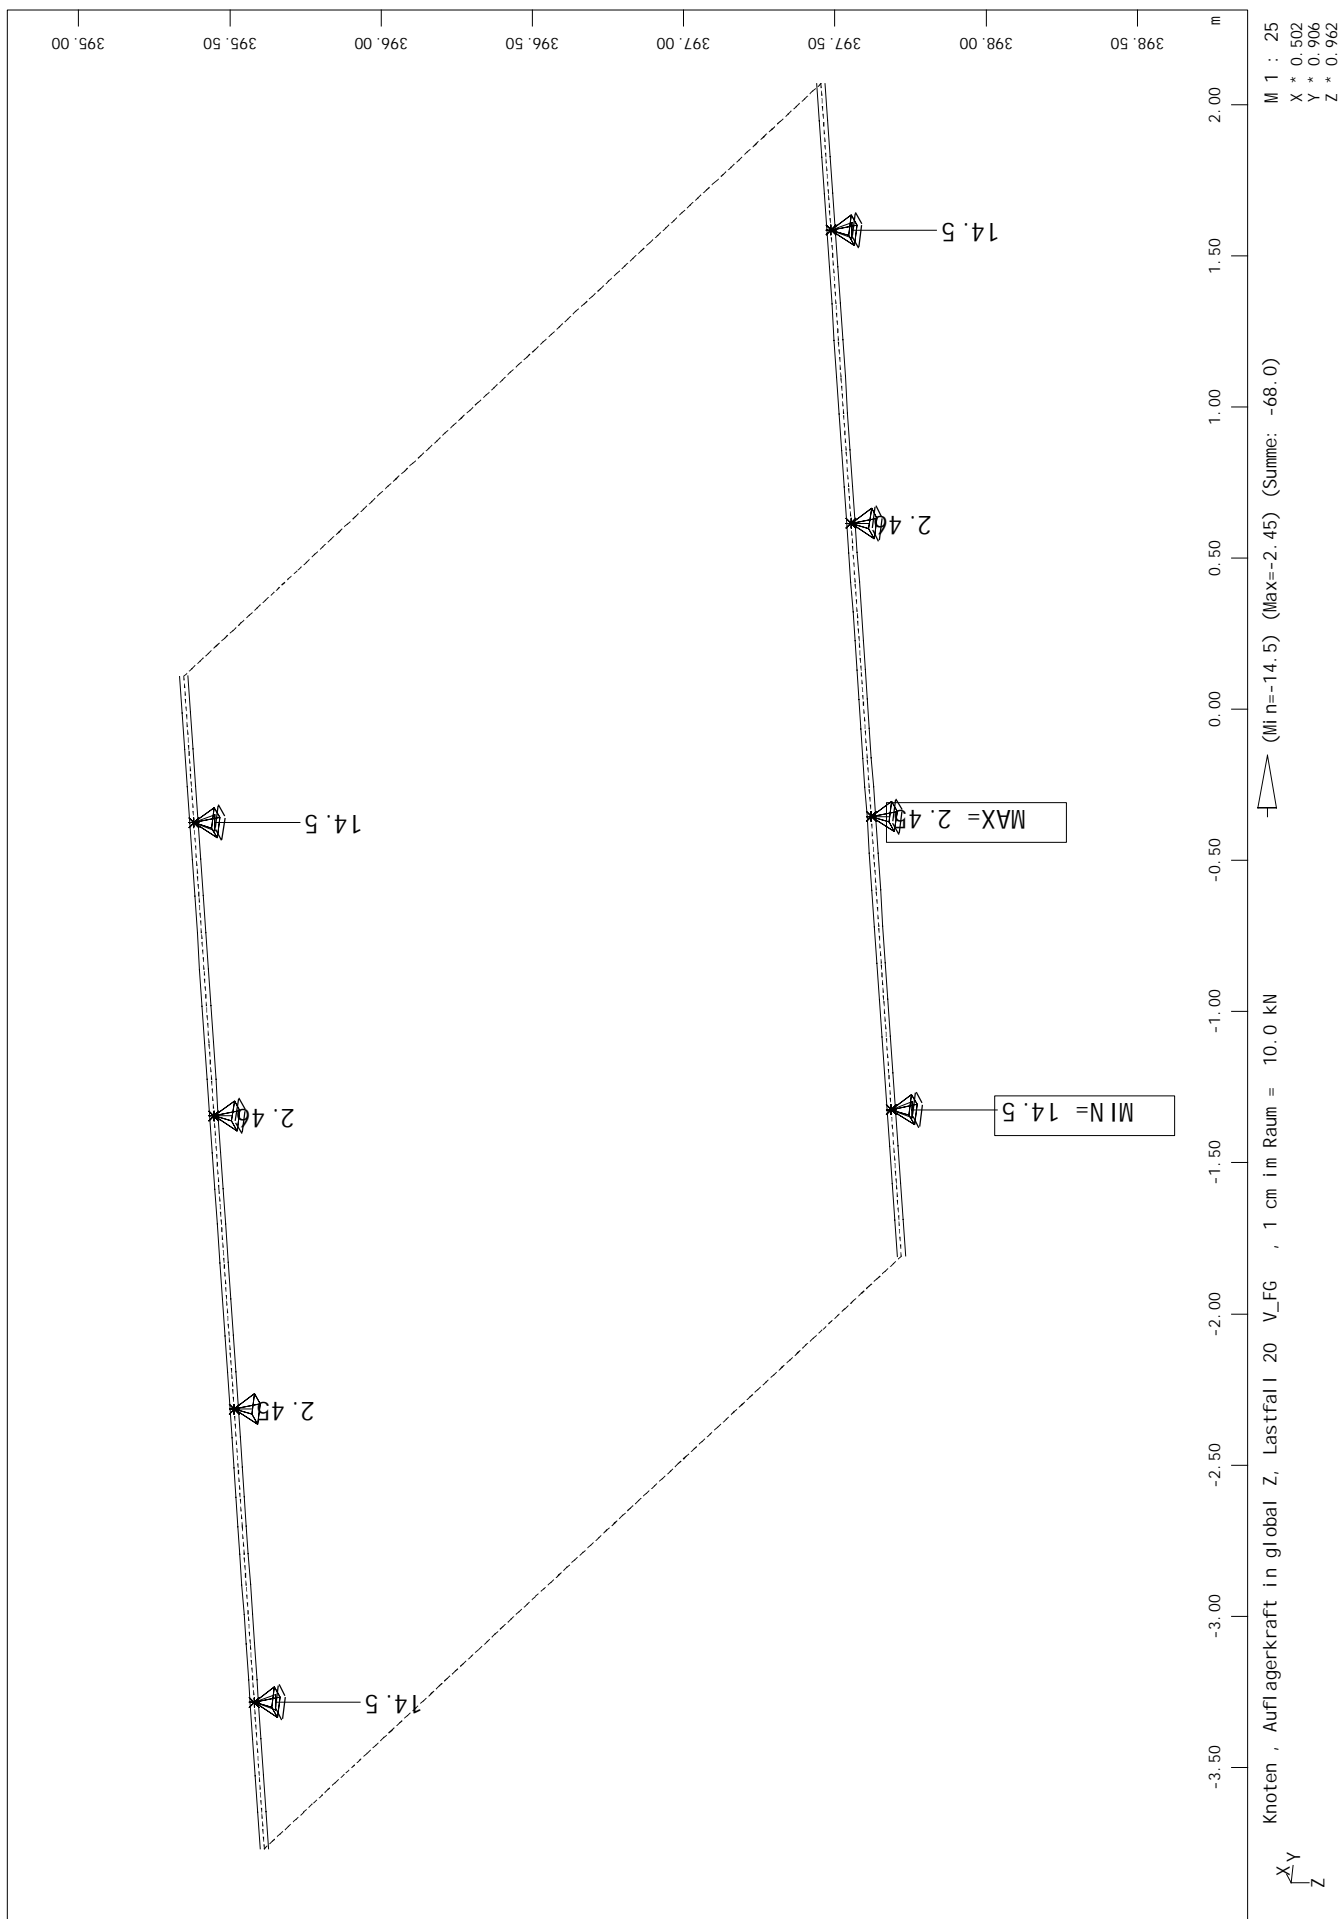 395.00
395.50
396.00
396.50
397.00
397.50
398.00
398.50
m
2.00
1.50
1.00
0.50
0.00
-0.50
-1.00
-1.50
-2.00
-2.50
-3.00
-3.50
14.5
2.46
MAX= 2.45
MIN= 14.5
14.5
2.46
2.45
14.5
Knoten , Auflagerkraft in global Z, Lastfall 20 V_FG , 1 cm im Raum = 10.0 kN (Min=-14.5) (Max=-2.45) (Summe: -68.0)
M 1 : 25
X * 0.502
Y * 0.906
Z * 0.962
X
Y
Z